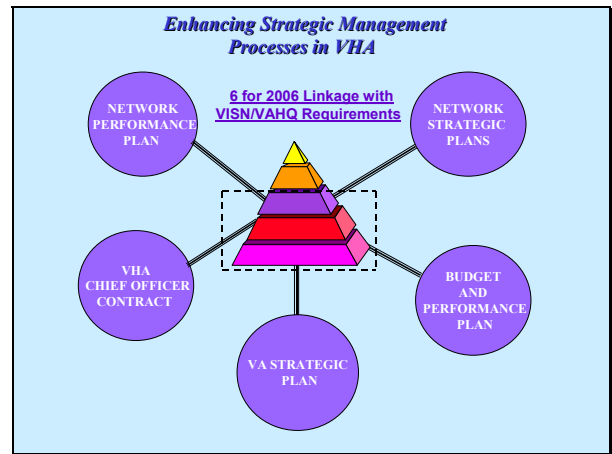 Enhancing Strategic Management
Processes in VHA
6 for 2006 Linkage with
VISN/VAHQ Requirements
NETWORK
PERFORMANCE
PLAN
NETWORK
STRATEGIC
PLANS
VHA
CHIEF OFFICER
CONTRACT
BUDGET
AND
PERFORMANCE
PLAN
VA STRATEGIC
PLAN